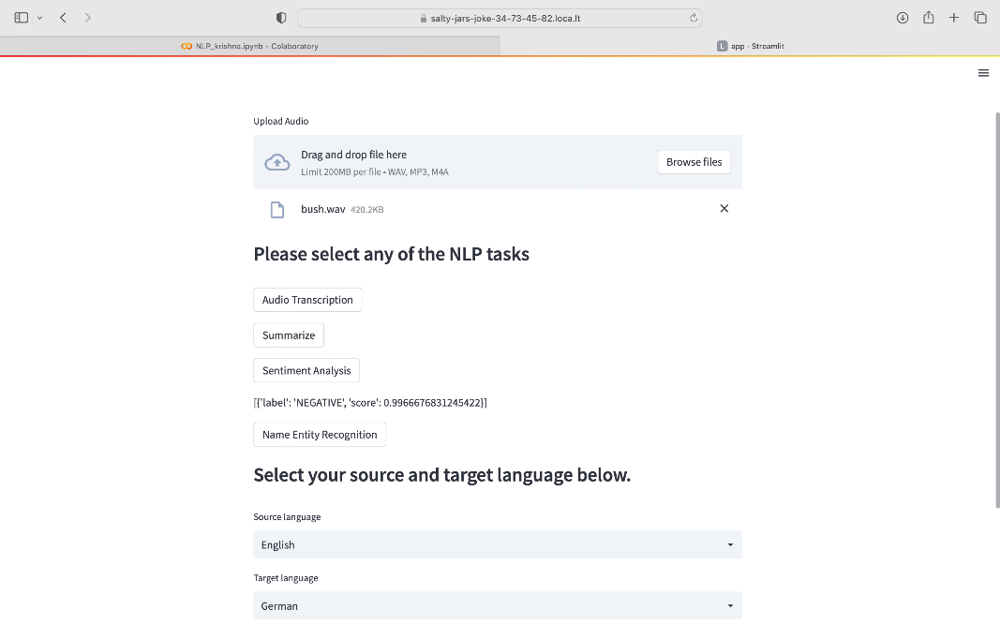 salty-jars-joke-34-73-45-82.loca.lt
NLP_krishna.ipynb - Colaboratory
L app · Streamlit
Upload Audio
Drag and drop file here
Limit 200MB per file • WAV, MP3, M4A
Browse files
bush.wav 420.2KB
Please select any of the NLP tasks
Audio Transcription
Summarize
Sentiment Analysis
[{'label': 'NEGATIVE', 'score': 0.9966676831245422}]
Name Entity Recognition
Select your source and target language below.
Source language
English
Target language
German